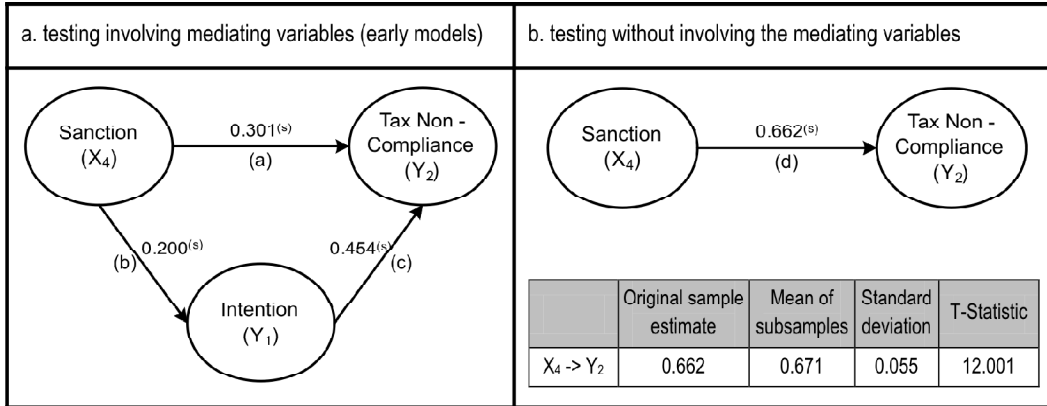 a. testing involving mediating variables (early models)
b. testing without involving the mediating variables
Sanction
(X₄)
0.301⁽ˢ⁾
(a)
Tax Non -
Compliance
(Y₂)
0.200⁽ˢ⁾
(b)
0.454⁽ˢ⁾
(c)
Intention
(Y₁)
Sanction
(X₄)
0.662⁽ˢ⁾
(d)
Tax Non -
Compliance
(Y₂)
Original sample
estimate
Mean of
subsamples
Standard
deviation
T-Statistic
X₄ -> Y₂ 0.662 0.671 0.055 12.001